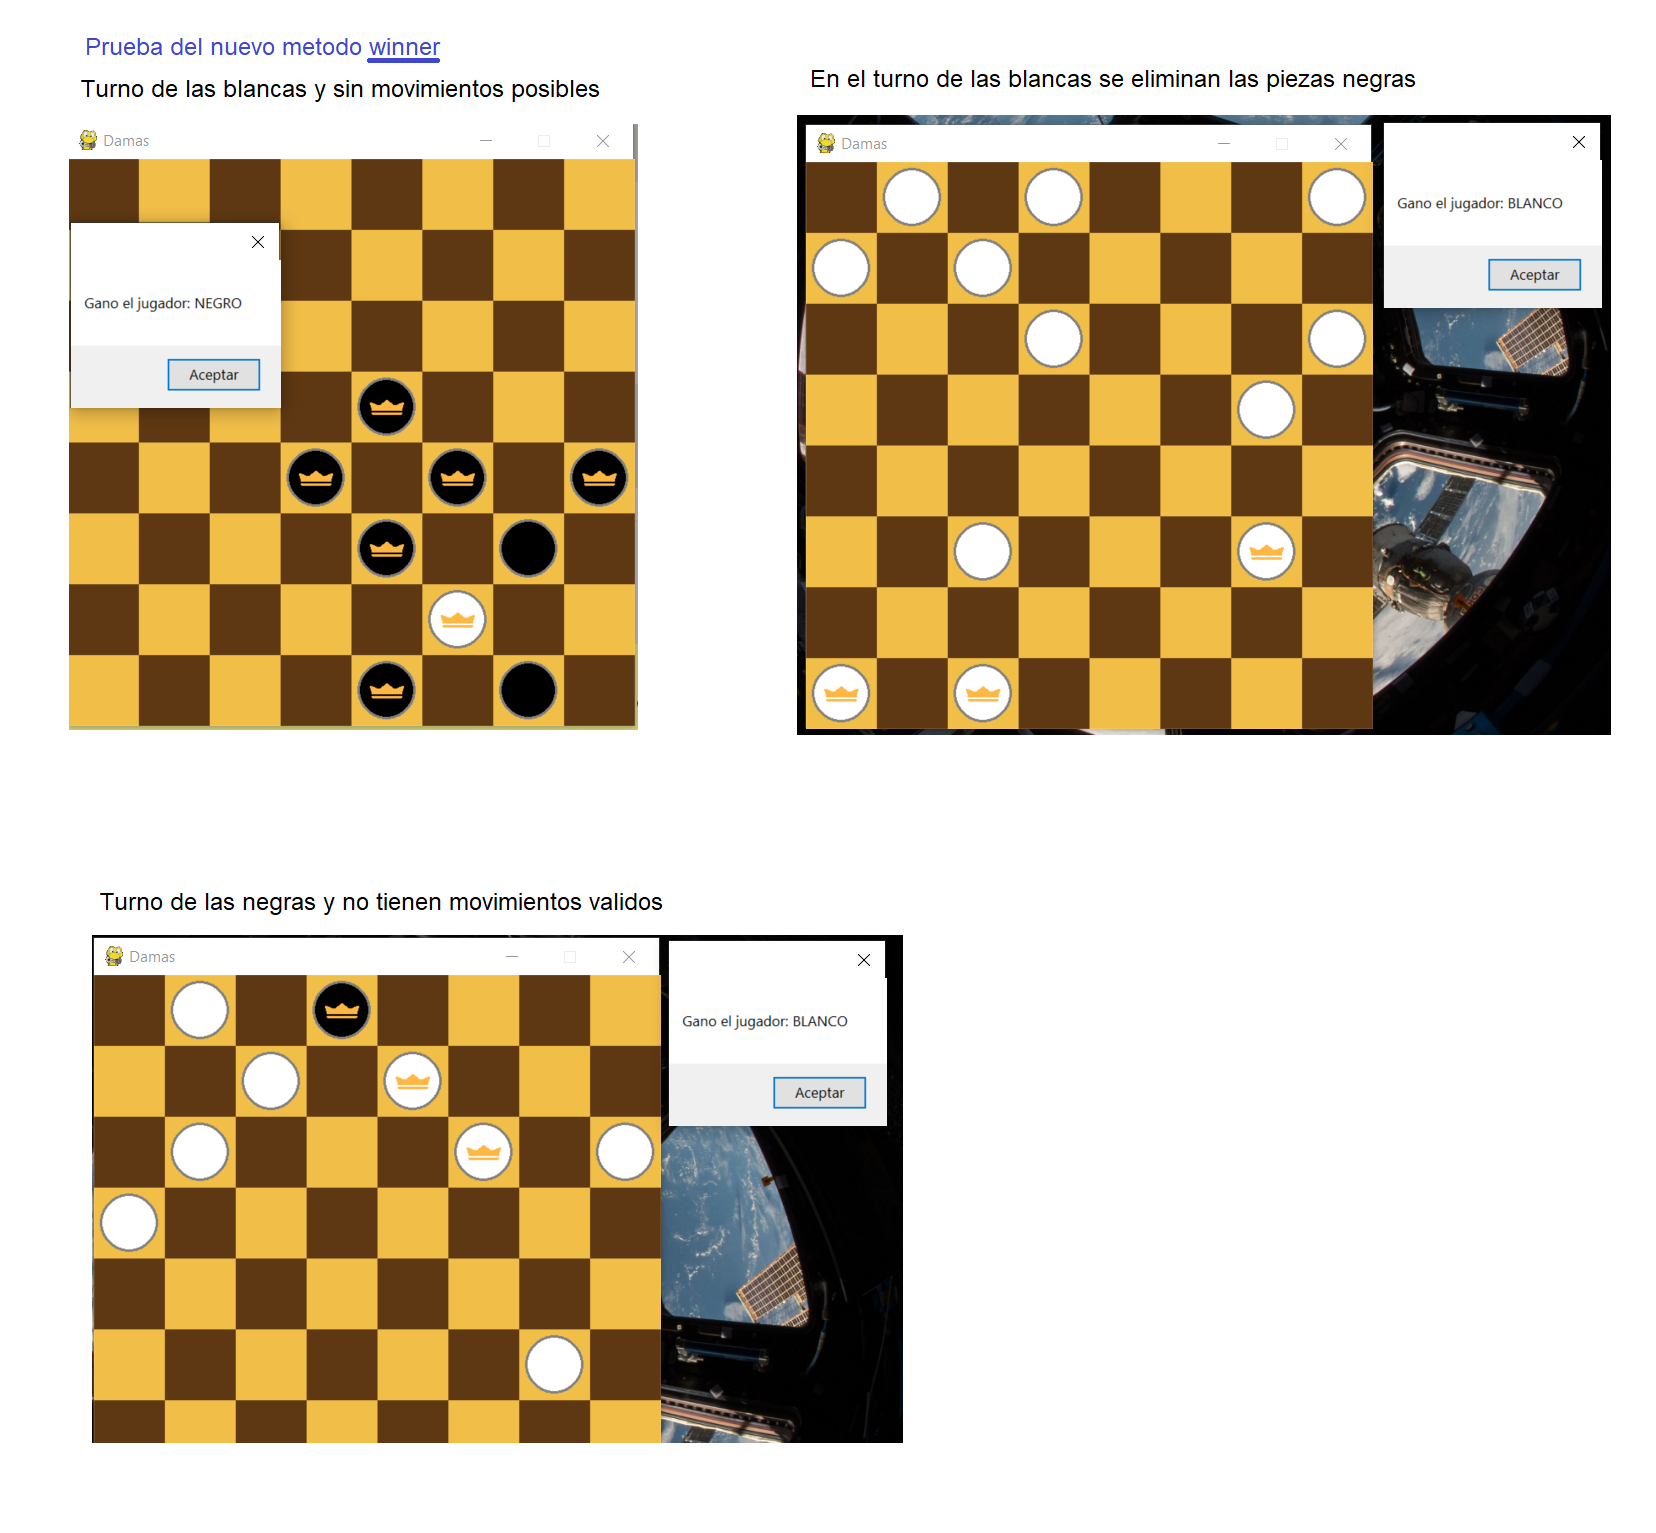 Prueba del nuevo metodo winner
Turno de las blancas y sin movimientos posibles
Damas
Gano el jugador: NEGRO
Aceptar
En el turno de las blancas se eliminan las piezas negras
Damas
Gano el jugador: BLANCO
Aceptar
Turno de las negras y no tienen movimientos validos
Damas
Gano el jugador: BLANCO
Aceptar